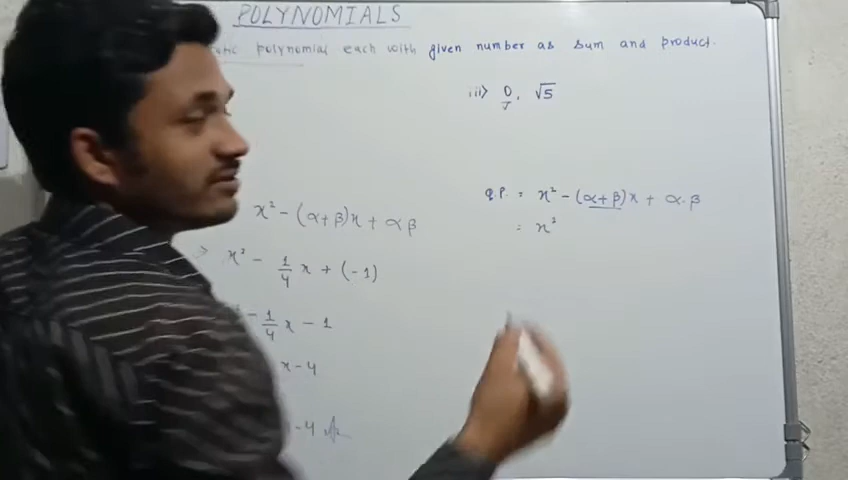 POLYNOMIALS
polynomial each with given number as sum and product.
iii> 0, √5
x² - (α+β)x + αβ
x² - 1/4 x + (-1)
- 1/4 x - 1
x - 4
- 4
Q.P. = x² - (α+β)x + α.β
= x²